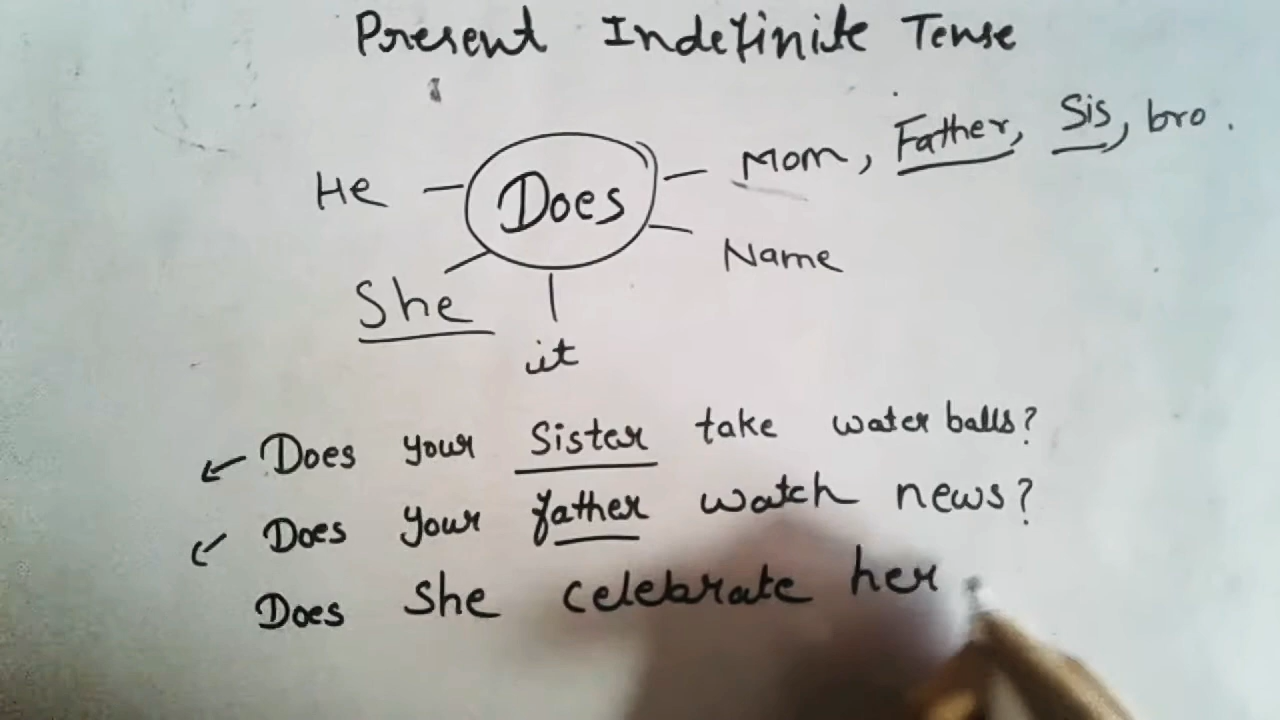 Present Indefinite Tense
Mom, Father, Sis, bro.
He
Does
Name
She
it
Does your Sister take water balls?
Does your father watch news?
Does she celebrate her